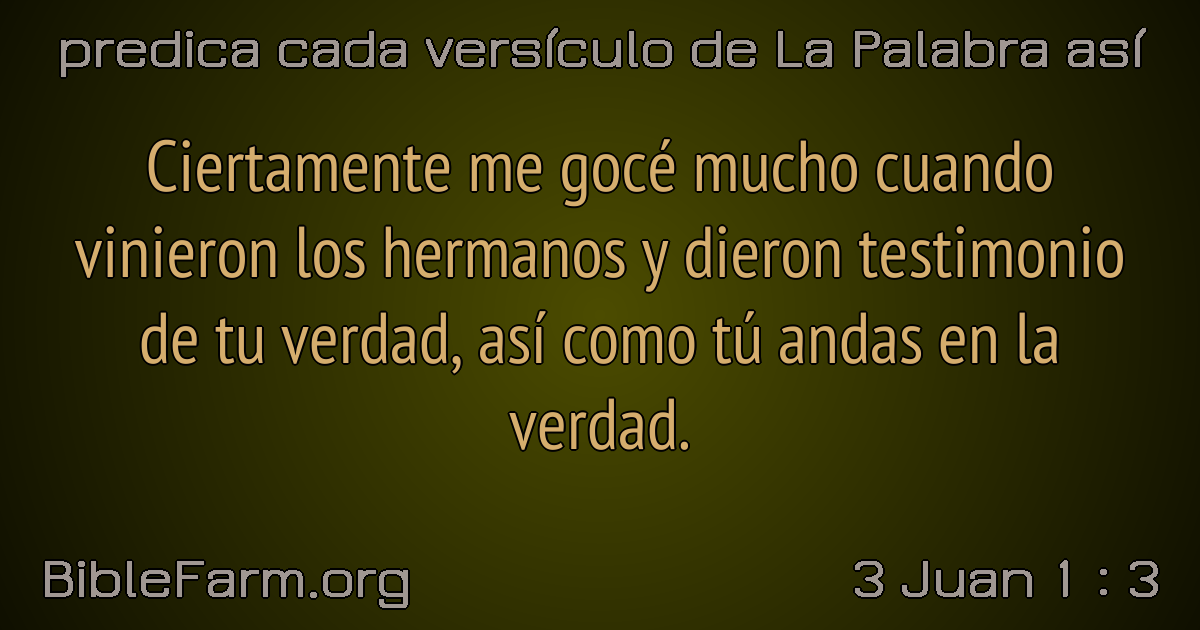 predica cada versículo de La Palabra así
Ciertamente me gocé mucho cuando
vinieron los hermanos y dieron testimonio
de tu verdad, así como tú andas en la
verdad.
BibleFarm.org
3 Juan 1 : 3